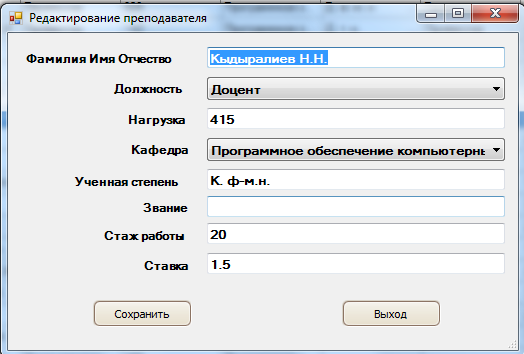 Редактирование преподавателя
Фамилия Имя Отчество Кыдыралиев Н.Н.
Должность Доцент
Нагрузка 415
Кафедра Программное обеспечение
Ученная степень К. ф-м.н.
Звание
Стаж работы 20
Ставка 1.5
Сохранить Выход